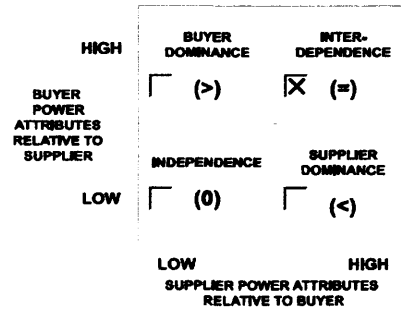 HIGH
BUYER
DOMINANCE
(>)
INTER-
DEPENDENCE
(=)
BUYER
POWER
ATTRIBUTES
RELATIVE TO
SUPPLIER
INDEPENDENCE
(0)
SUPPLIER
DOMINANCE
(<)
LOW
LOW HIGH
SUPPLIER POWER ATTRIBUTES
RELATIVE TO BUYER